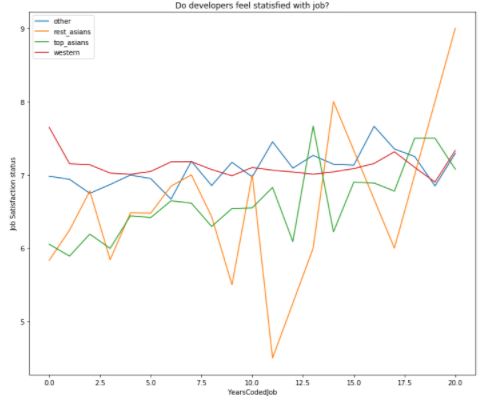 Do developers feel statisfied with job?
other
rest_asians
top_asians
western
9
8
7
6
5
Job Satisfaction status
0.0 2.5 5.0 7.5 10.0 12.5 15.0 17.5 20.0
YearsCodedJob